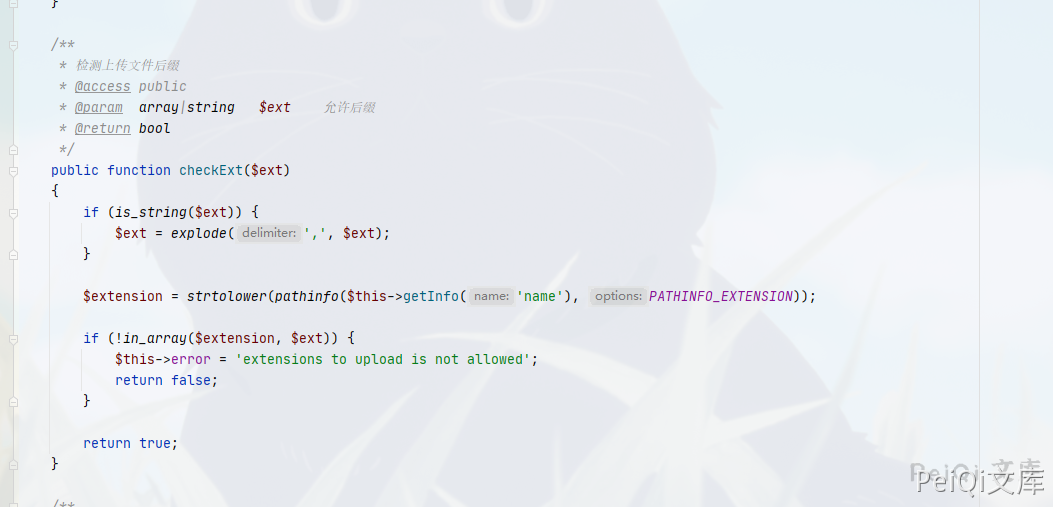 }
/**
 * 检测上传文件后缀
 * @access public
 * @param  array|string   $ext    允许后缀
 * @return bool
 */
public function checkExt($ext)
{
    if (is_string($ext)) {
        $ext = explode( delimiter: ',', $ext);
    }
    $extension = strtolower(pathinfo($this->getInfo( name: 'name'), options: PATHINFO_EXTENSION));
    if (!in_array($extension, $ext)) {
        $this->error = 'extensions to upload is not allowed';
        return false;
    }
    return true;
}
/**
PeiQi 文库
PeiQi文库